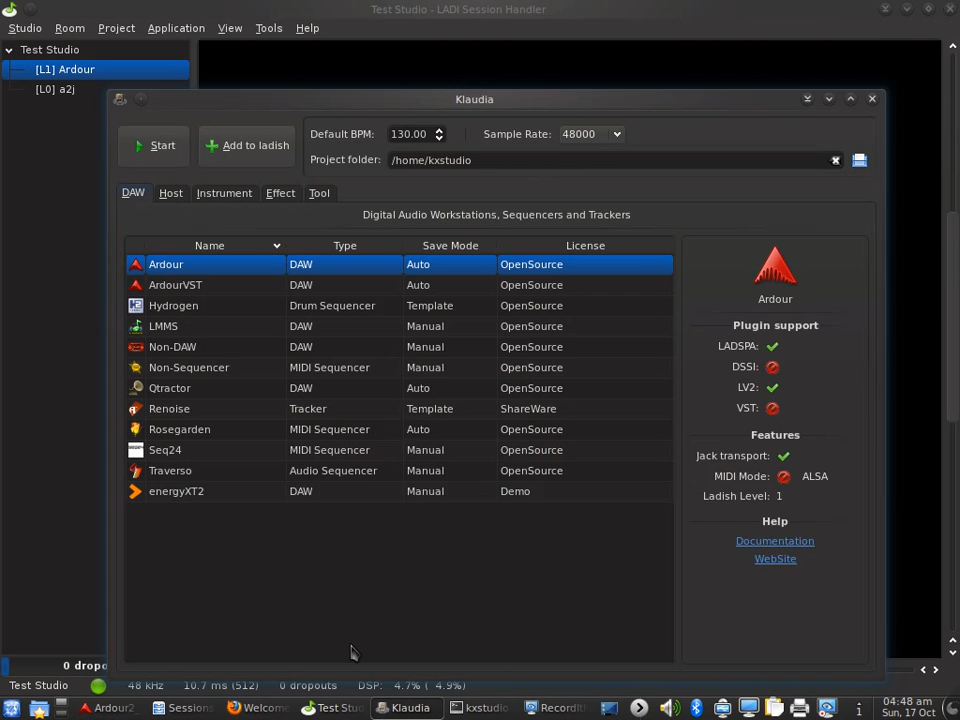 Test Studio - LADI Session Handler
Studio Room Project Application View Tools Help
Test Studio
[L1] Ardour
[L0] a2j
Klaudia
Start
Add to ladish
Default BPM: 130.00 Sample Rate: 48000
Project folder: /home/kxstudio
DAW Host Instrument Effect Tool
Digital Audio Workstations, Sequencers and Trackers
Name Type Save Mode License
Ardour DAW Auto OpenSource
ArdourVST DAW Auto OpenSource
Hydrogen Drum Sequencer Template OpenSource
LMMS DAW Manual OpenSource
Non-DAW DAW Manual OpenSource
Non-Sequencer MIDI Sequencer Manual OpenSource
Qtractor DAW Auto OpenSource
Renoise Tracker Template ShareWare
Rosegarden MIDI Sequencer Auto OpenSource
Seq24 MIDI Sequencer Manual OpenSource
Traverso Audio Sequencer Manual OpenSource
energyXT2 DAW Manual Demo
Ardour
Plugin support
LADSPA:
DSSI:
LV2:
VST:
Features
Jack transport:
MIDI Mode: ALSA
Ladish Level: 1
Help
Documentation
WebSite
0 dropo
Test Studio 48 kHz 10.7 ms (512) 0 dropouts DSP: 4.7% ( 4.9%)
Ardour2_ Sessions Welcome Test Stu Klaudia kxstudio RecordIt 04:48 am
Sun, 17 Oct